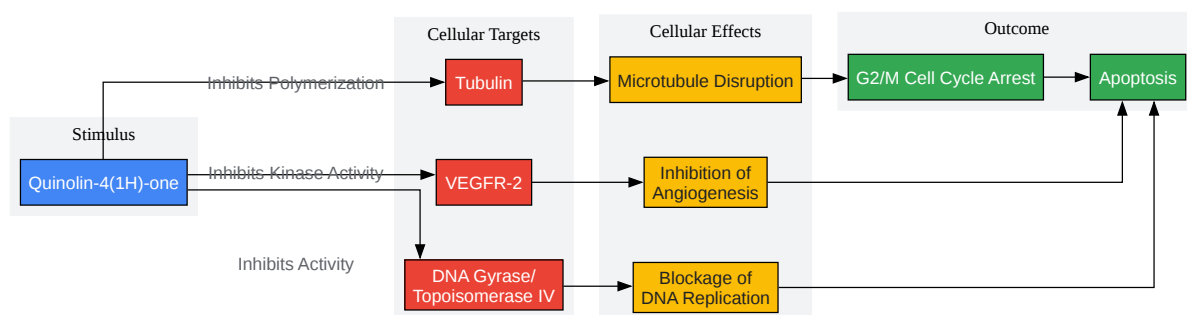 Cellular Targets
Cellular Effects
Outcome
Inhibits Polymerization
Tubulin
Microtubule Disruption
G2/M Cell Cycle Arrest
Apoptosis
Stimulus
Quinolin-4(1H)-one
Inhibits Kinase Activity
VEGFR-2
Inhibition of
Angiogenesis
Inhibits Activity
DNA Gyrase/
Topoisomerase IV
Blockage of
DNA Replication